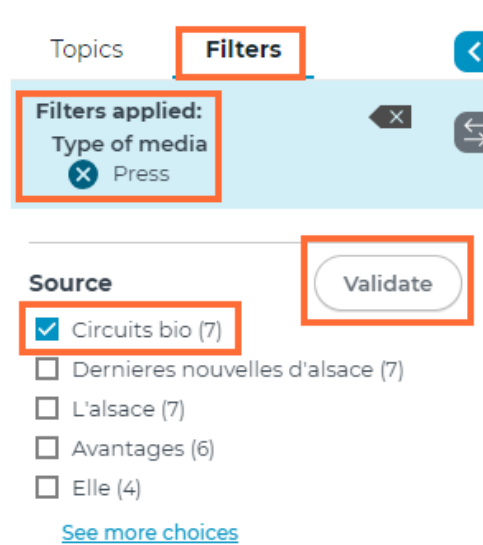 Topics Filters
Filters applied:
Type of media
Press
Source Validate
Circuits bio (7)
Dernieres nouvelles d'alsace (7)
L'alsace (7)
Avantages (6)
Elle (4)
See more choices